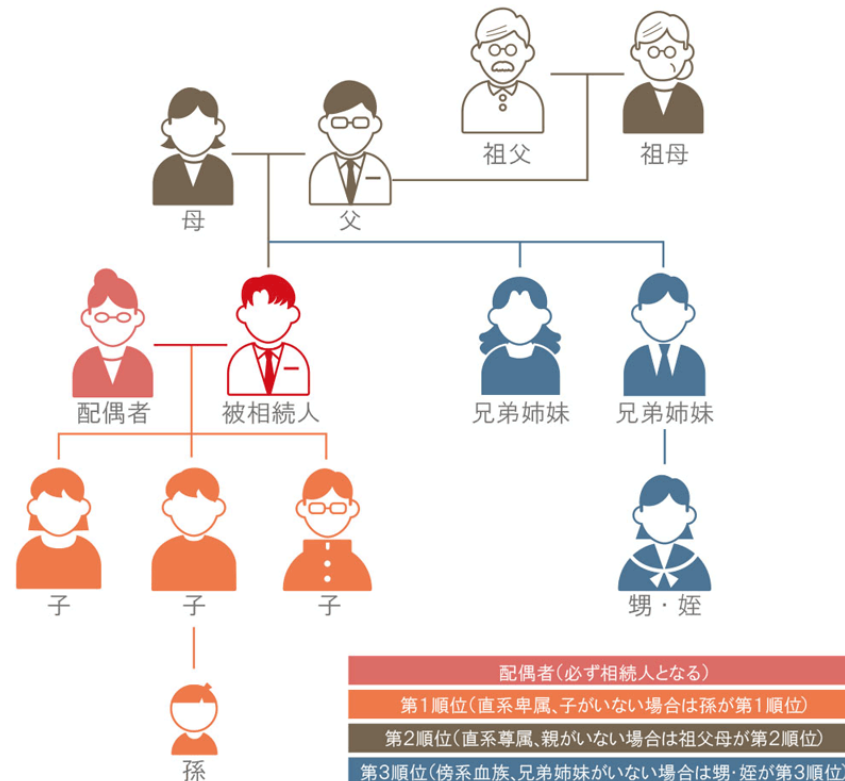 祖父
祖母
母
父
配偶者
被相続人
兄弟姉妹
兄弟姉妹
子
子
子
甥・姪
孫
配偶者(必ず相続人となる)
第1順位(直系卑属、子がいない場合は孫が第1順位)
第2順位(直系尊属、親がいない場合は祖父母が第2順位)
第3順位(傍系血族、兄弟姉妹がいない場合は甥・姪が第3順位)